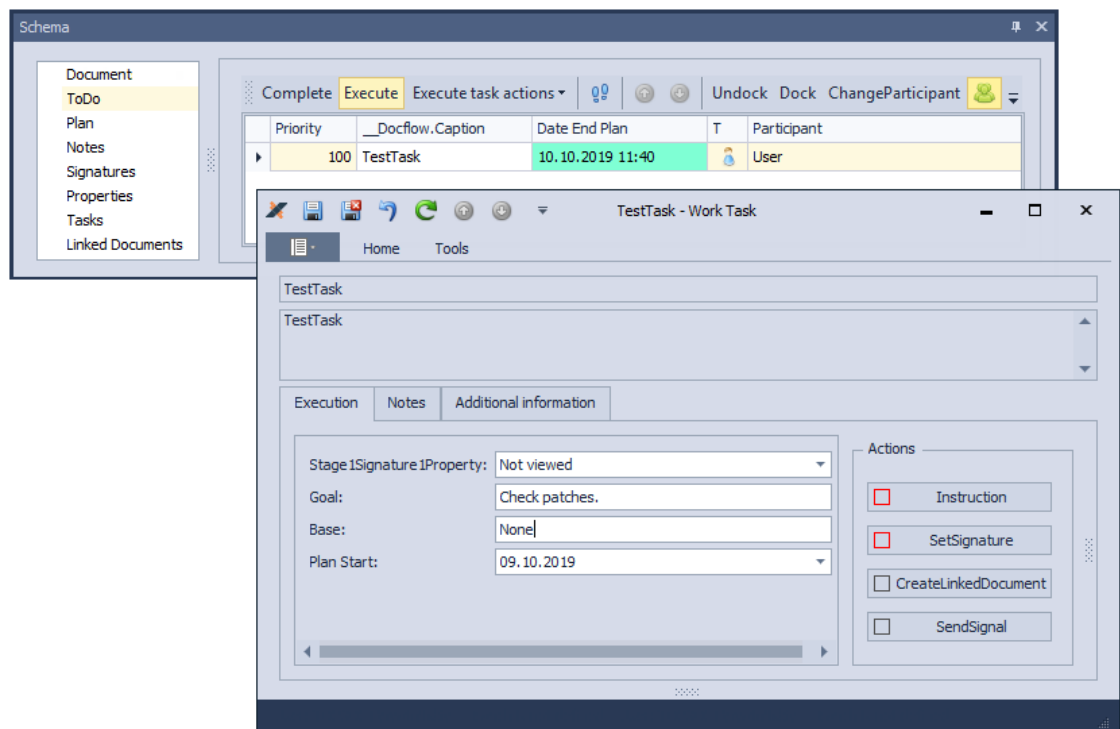 Schema
Document
ToDo
Plan
Notes
Signatures
Properties
Tasks
Linked Documents
Complete Execute Execute task actions Undock Dock ChangeParticipant
Priority __Docflow.Caption Date End Plan T Participant
100 TestTask 10.10.2019 11:40 User
TestTask - Work Task
Home Tools
TestTask
TestTask
Execution Notes Additional information
Stage1Signature1Property: Not viewed
Goal: Check patches.
Base: None
Plan Start: 09.10.2019
Actions
Instruction
SetSignature
CreateLinkedDocument
SendSignal